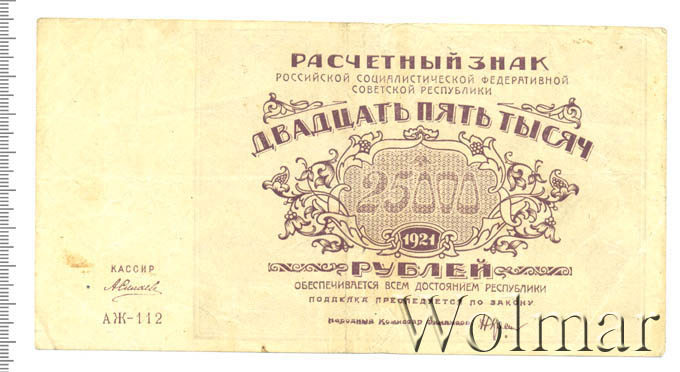 РАСЧЕТНЫЙ ЗНАК
РОССИЙСКОЙ СОЦИАЛИСТИЧЕСКОЙ ФЕДЕРАТИВНОЙ
СОВЕТСКОЙ РЕСПУБЛИКИ
ДВАДЦАТЬ ПЯТЬ ТЫСЯЧ
25000
1921
РУБЛЕЙ
ОБЕСПЕЧИВАЕТСЯ ВСЕМ ДОСТОЯНИЕМ РЕСПУБЛИКИ
ПОДДЕЛКА ПРЕСЛЕДУЕТСЯ ПО ЗАКОНУ
Народный Комиссар Финансов
КАССИР
АЖ-112
Wolmar